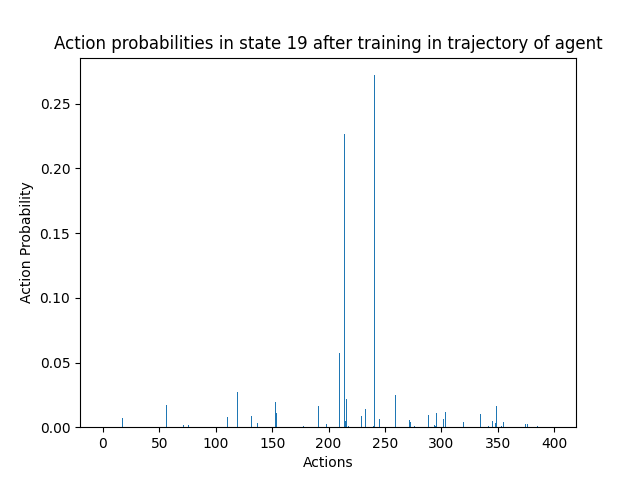 Action probabilities in state 19 after training in trajectory of agent
0.25
0.20
0.15
0.10
0.05
0.00
Action Probability
0 50 100 150 200 250 300 350 400
Actions